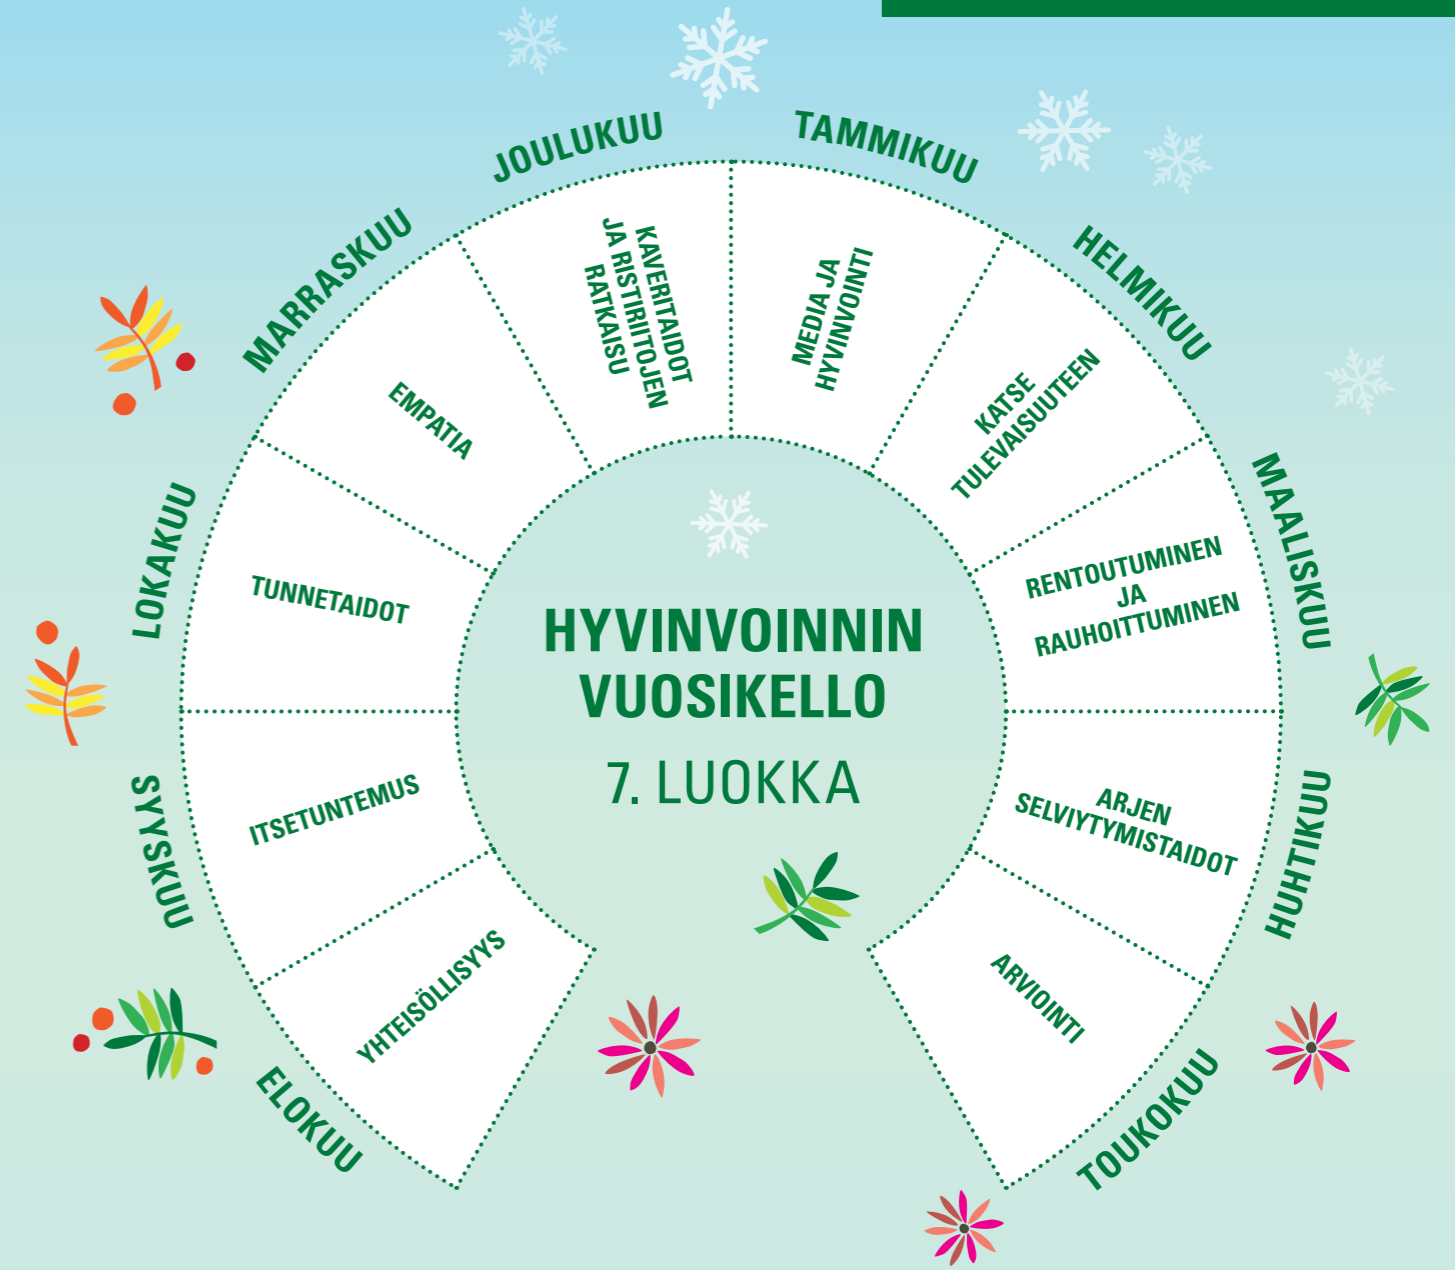 HYVINVOINNIN
VUOSIKELLO
7. LUOKKA
ELOKUU
YHTEISÖLLISYYS
SYYSKUU
ITSETUNTEMUS
LOKAKUU
TUNNETAIDOT
MARRASKUU
EMPATIA
JOULUKUU
KAVERITAIDOT
JA RISTIRIITOJEN
RATKAISU
TAMMIKUU
MEDIA JA
HYVINVOINTI
HELMIKUU
KATSE
TULEVAISUUTEEN
MAALISKUU
RENTOUTUMINEN
JA
RAUHOITTUMINEN
HUHTIKUU
ARJEN
SELVIYTYMISTAIDOT
TOUKOKUU
ARVIOINTI